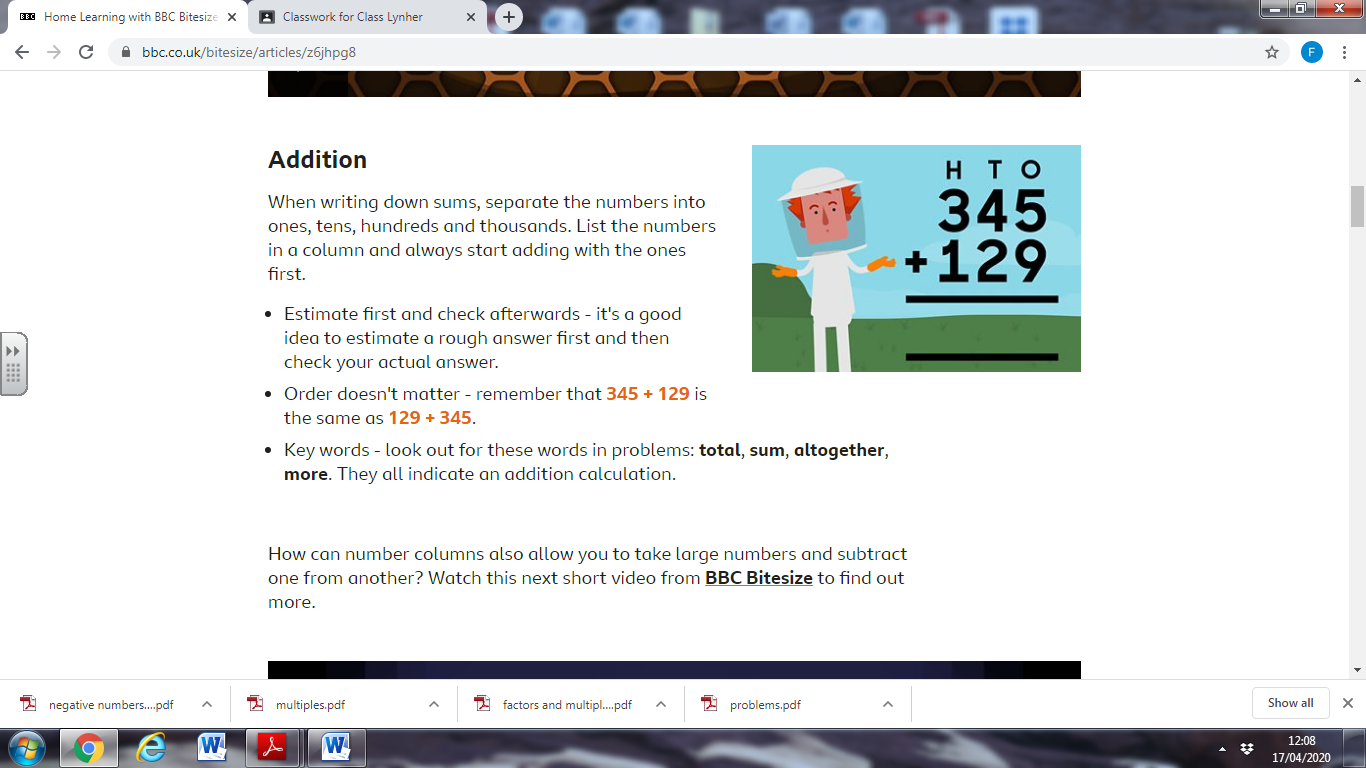 BBC Home Learning with BBC Bitesize
Classwork for Class Lynher
bbc.co.uk/bitesize/articles/z6jhpg8
F
Addition
When writing down sums, separate the numbers into
ones, tens, hundreds and thousands. List the numbers
in a column and always start adding with the ones
first.
• Estimate first and check afterwards - it's a good
idea to estimate a rough answer first and then
check your actual answer.
• Order doesn't matter - remember that 345 + 129 is
the same as 129 + 345.
• Key words - look out for these words in problems: total, sum, altogether,
more. They all indicate an addition calculation.
H T O
345
+129
How can number columns also allow you to take large numbers and subtract
one from another? Watch this next short video from BBC Bitesize to find out
more.
negative numbers....pdf
multiples.pdf
factors and multipl....pdf
problems.pdf
Show all
12:08
17/04/2020